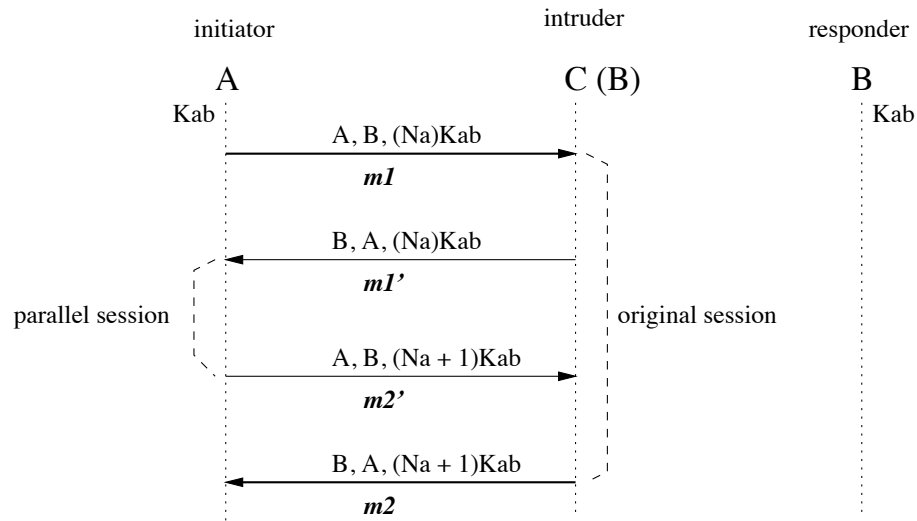 initiator
intruder
responder
A
C (B)
B
Kab
Kab
A, B, (Na)Kab
m1
B, A, (Na)Kab
m1’
parallel session
original session
A, B, (Na + 1)Kab
m2’
B, A, (Na + 1)Kab
m2